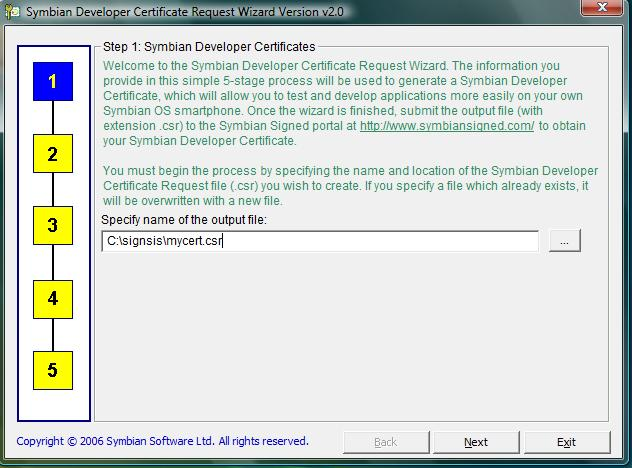 Symbian Developer Certificate Request Wizard Version v2.0
Step 1: Symbian Developer Certificates
1
2
3
4
5
Welcome to the Symbian Developer Certificate Request Wizard. The information you
provide in this simple 5-stage process will be used to generate a Symbian Developer
Certificate, which will allow you to test and develop applications more easily on your own
Symbian OS smartphone. Once the wizard is finished, submit the output file (with
extension .csr) to the Symbian Signed portal at http://www.symbiansigned.com/ to obtain
your Symbian Developer Certificate.
You must begin the process by specifying the name and location of the Symbian Developer
Certificate Request file (.csr) you wish to create. If you specify a file which already exists, it
will be overwritten with a new file.
Specify name of the output file:
C:\signsis\mycert.csr
...
Copyright © 2006 Symbian Software Ltd. All rights reserved.
Back
Next
Exit